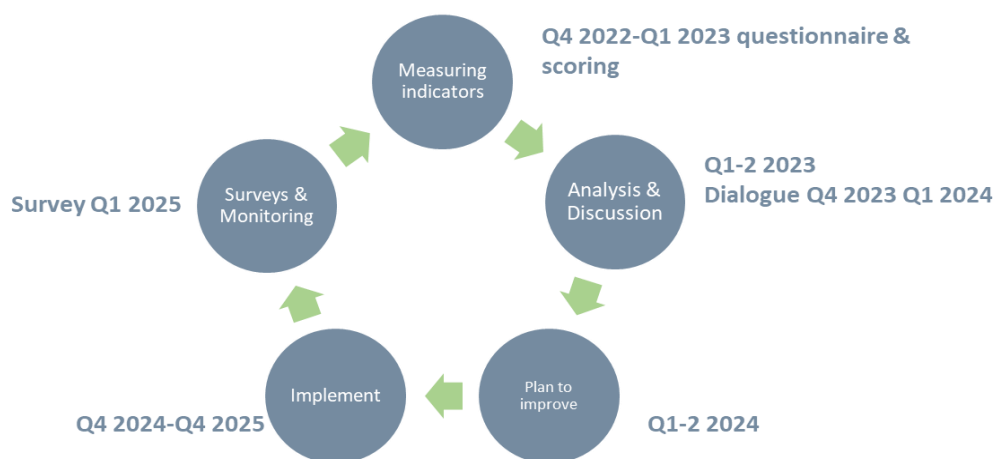 Measuring
indicators
Q4 2022-Q1 2023 questionnaire &
scoring
Analysis &
Discussion
Q1-2 2023
Dialogue Q4 2023 Q1 2024
Plan to
improve
Q1-2 2024
Implement
Q4 2024-Q4 2025
Surveys &
Monitoring
Survey Q1 2025